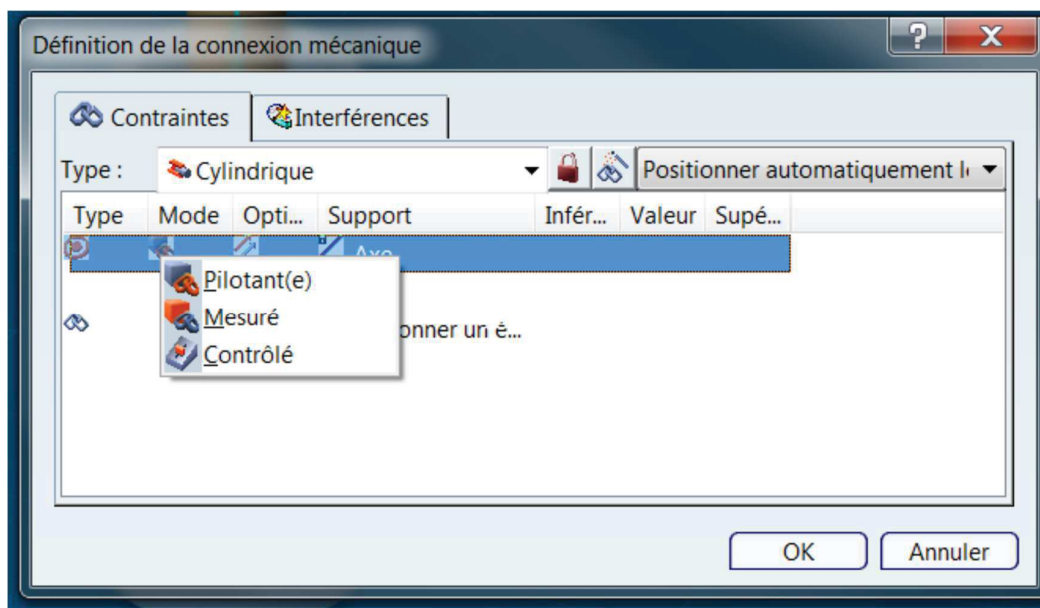 Définition de la connexion mécanique
Contraintes Interférences
Type : Cylindrique Positionner automatiquement l
Type Mode Opti... Support Infér... Valeur Supé...
Axe
Pilotant(e)
Mesuré
onner un é...
Contrôlé
OK Annuler